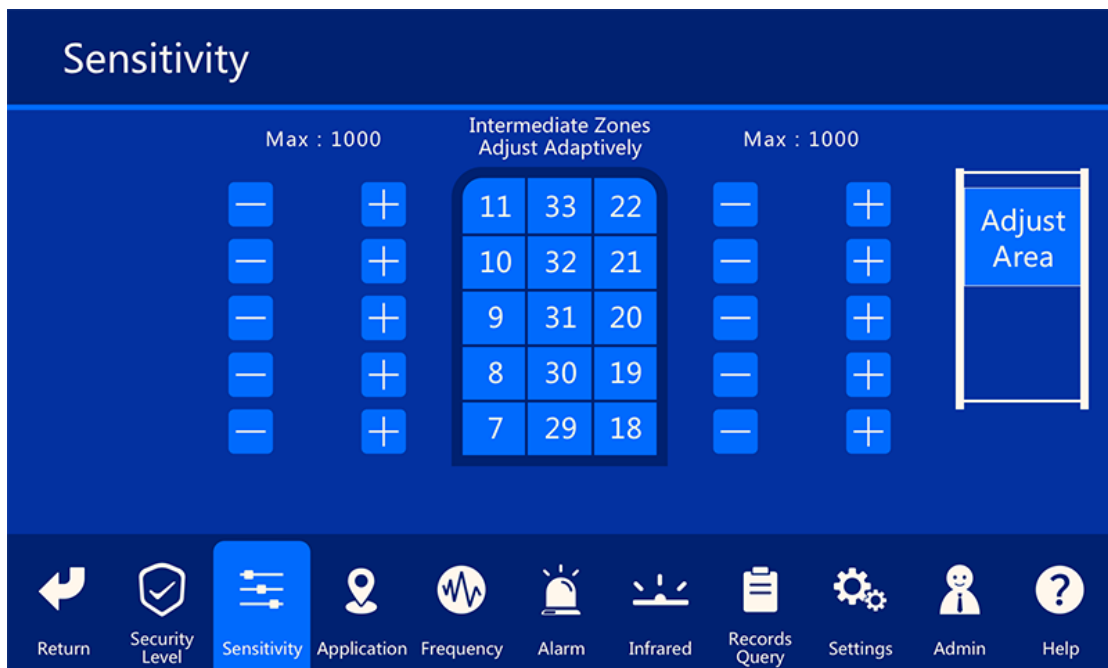 Sensitivity
Max : 1000
Intermediate Zones
Adjust Adaptively
Max : 1000
11 33 22
10 32 21
9 31 20
8 30 19
7 29 18
Adjust
Area
Return
Security
Level
Sensitivity
Application
Frequency
Alarm
Infrared
Records
Query
Settings
Admin
Help